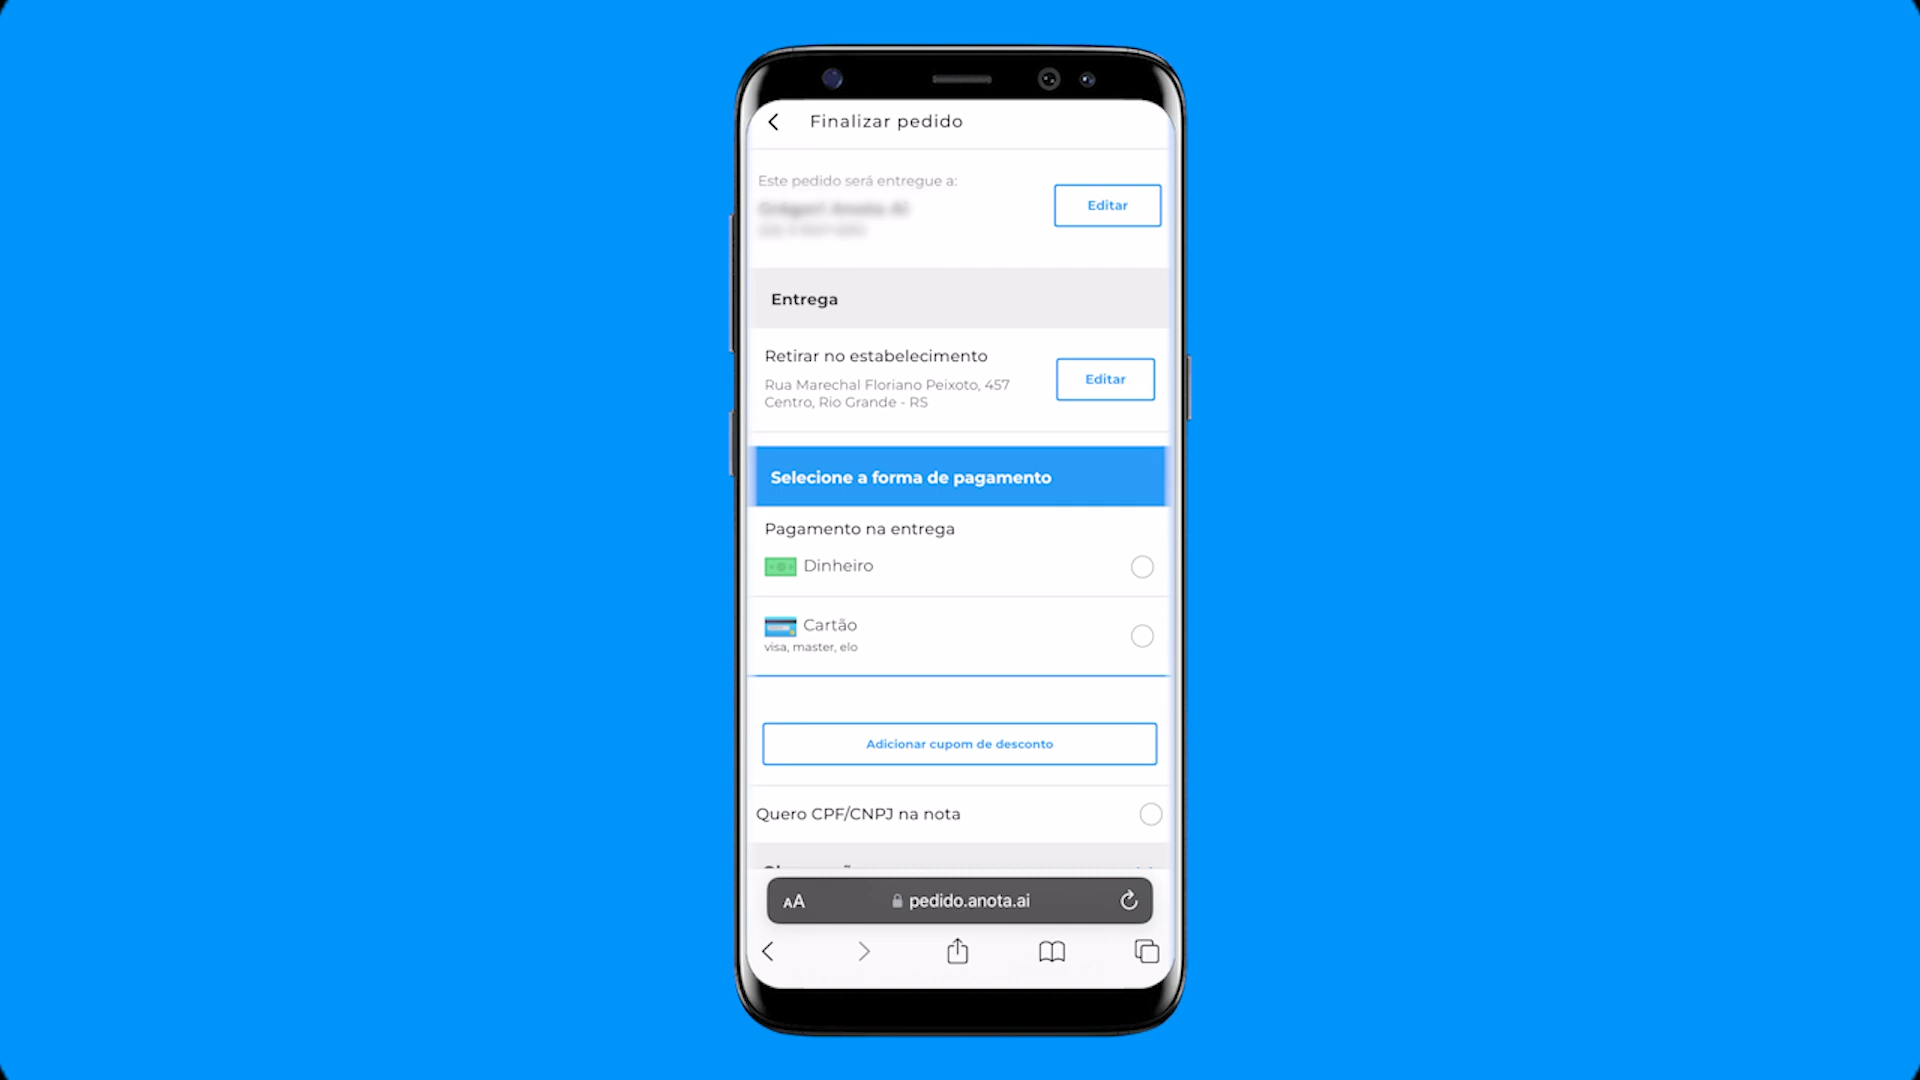 Finalizar pedido
Este pedido será entregue a:
Editar
Entrega
Retirar no estabelecimento
Rua Marechal Floriano Peixoto, 457
Centro, Rio Grande - RS
Editar
Selecione a forma de pagamento
Pagamento na entrega
Dinheiro
Cartão
visa, master, elo
Adicionar cupom de desconto
Quero CPF/CNPJ na nota
AA
pedido.anota.ai